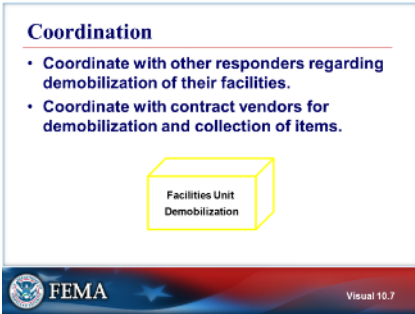 Coordination
• Coordinate with other responders regarding
demobilization of their facilities.
• Coordinate with contract vendors for
demobilization and collection of items.
Facilities Unit
Demobilization
FEMA
Visual 10.7